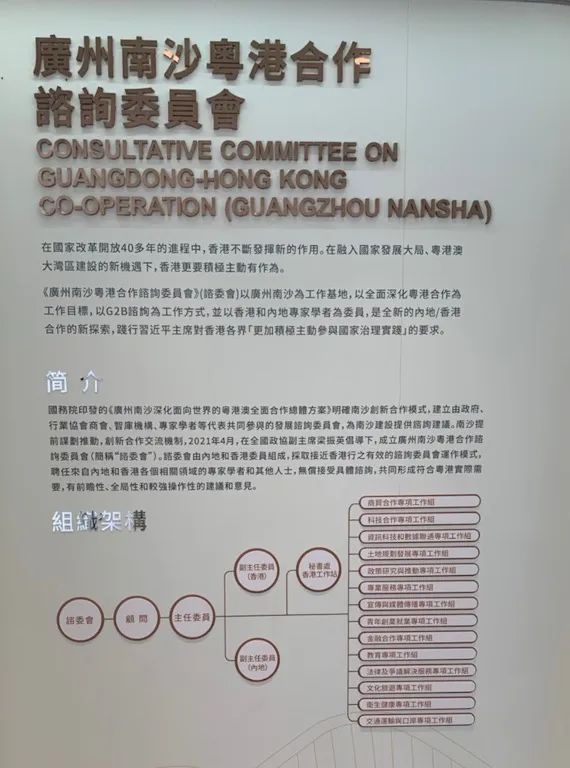 廣州南沙粵港合作
諮詢委員會
CONSULTATIVE COMMITTEE ON
GUANGDONG-HONG KONG
CO-OPERATION (GUANGZHOU NANSHA)
在國家改革開放40多年的進程中，香港不斷發揮新的作用。在融入國家發展大局、粵港澳
大灣區建設的新機遇下，香港更要積極主動有作為。
《廣州南沙粵港合作諮詢委員會》(諮委會)以廣州南沙為工作基地，以全面深化粵港合作為
工作目標，以G2B諮詢為工作方式，並以香港和內地專家學者為委員，是全新的內地/香港
合作的新探索，踐行習近平主席對香港各界「更加積極主動參與國家治理實踐」的要求。
簡介
國務院印發的《廣州南沙深化面向世界的粵港澳全面合作總體方案》明確南沙創新合作模式，建立由政府、
行業協會商會、智庫機構、專家學者等代表共同參與的發展諮詢委員會，為南沙建設提供諮詢建議。南沙提
前謀劃推動，創新合作交流機制，2021年4月，在全國政協副主席梁振英倡導下，成立廣州南沙粵港合作諮
詢委員會（簡稱“諮委會”）。諮委會由內地和香港委員組成，採取接近香港行之有效的諮詢委員會運作模式，
聘任來自內地和香港各個相關領域的專家學者和其他人士，無償接受具體諮詢，共同形成符合粵港實際需
要，有前瞻性、全局性和較強操作性的建議和意見。
組織架構
諮委會
顧問
主任委員
副主任委員
(香港)
副主任委員
(內地)
秘書處
香港工作站
商貿合作專項工作組
科技合作專項工作組
資訊科技和數據聯通專項工作組
土地規劃發展專項工作組
政策研究與推動專項工作組
專業服務專項工作組
宣傳與媒體傳播專項工作組
青年創業就業專項工作組
金融合作專項工作組
教育專項工作組
法律及爭議解決服務專項工作組
文化旅遊專項工作組
衛生健康專項工作組
交通運輸與口岸專項工作組